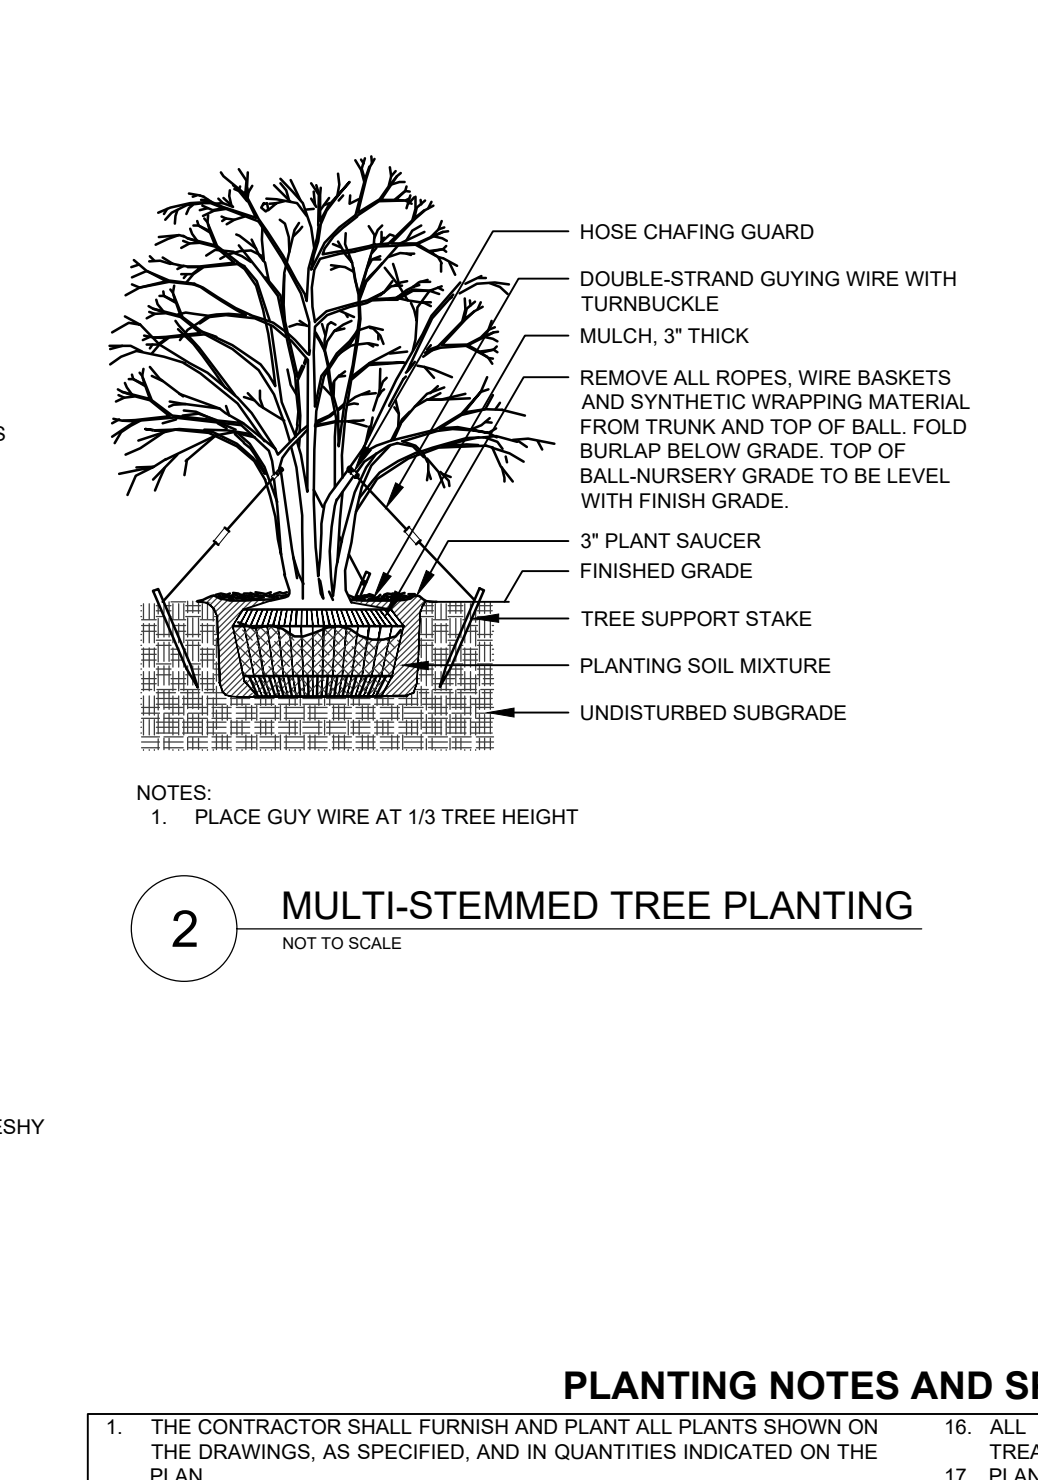 HOSE CHAFING GUARD
DOUBLE-STRAND GUYING WIRE WITH
TURNBUCKLE
MULCH, 3" THICK
REMOVE ALL ROPES, WIRE BASKETS
AND SYNTHETIC WRAPPING MATERIAL
FROM TRUNK AND TOP OF BALL. FOLD
BURLAP BELOW GRADE. TOP OF
BALL-NURSERY GRADE TO BE LEVEL
WITH FINISH GRADE.
3" PLANT SAUCER
FINISHED GRADE
TREE SUPPORT STAKE
PLANTING SOIL MIXTURE
UNDISTURBED SUBGRADE
S
NOTES:
1. PLACE GUY WIRE AT 1/3 TREE HEIGHT
2
MULTI-STEMMED TREE PLANTING
NOT TO SCALE
ESHY
PLANTING NOTES AND
1. THE CONTRACTOR SHALL FURNISH AND PLANT ALL PLANTS SHOWN ON
THE DRAWINGS, AS SPECIFIED, AND IN QUANTITIES INDICATED ON THE
PLAN
16. ALL
TREA
17. PLAN